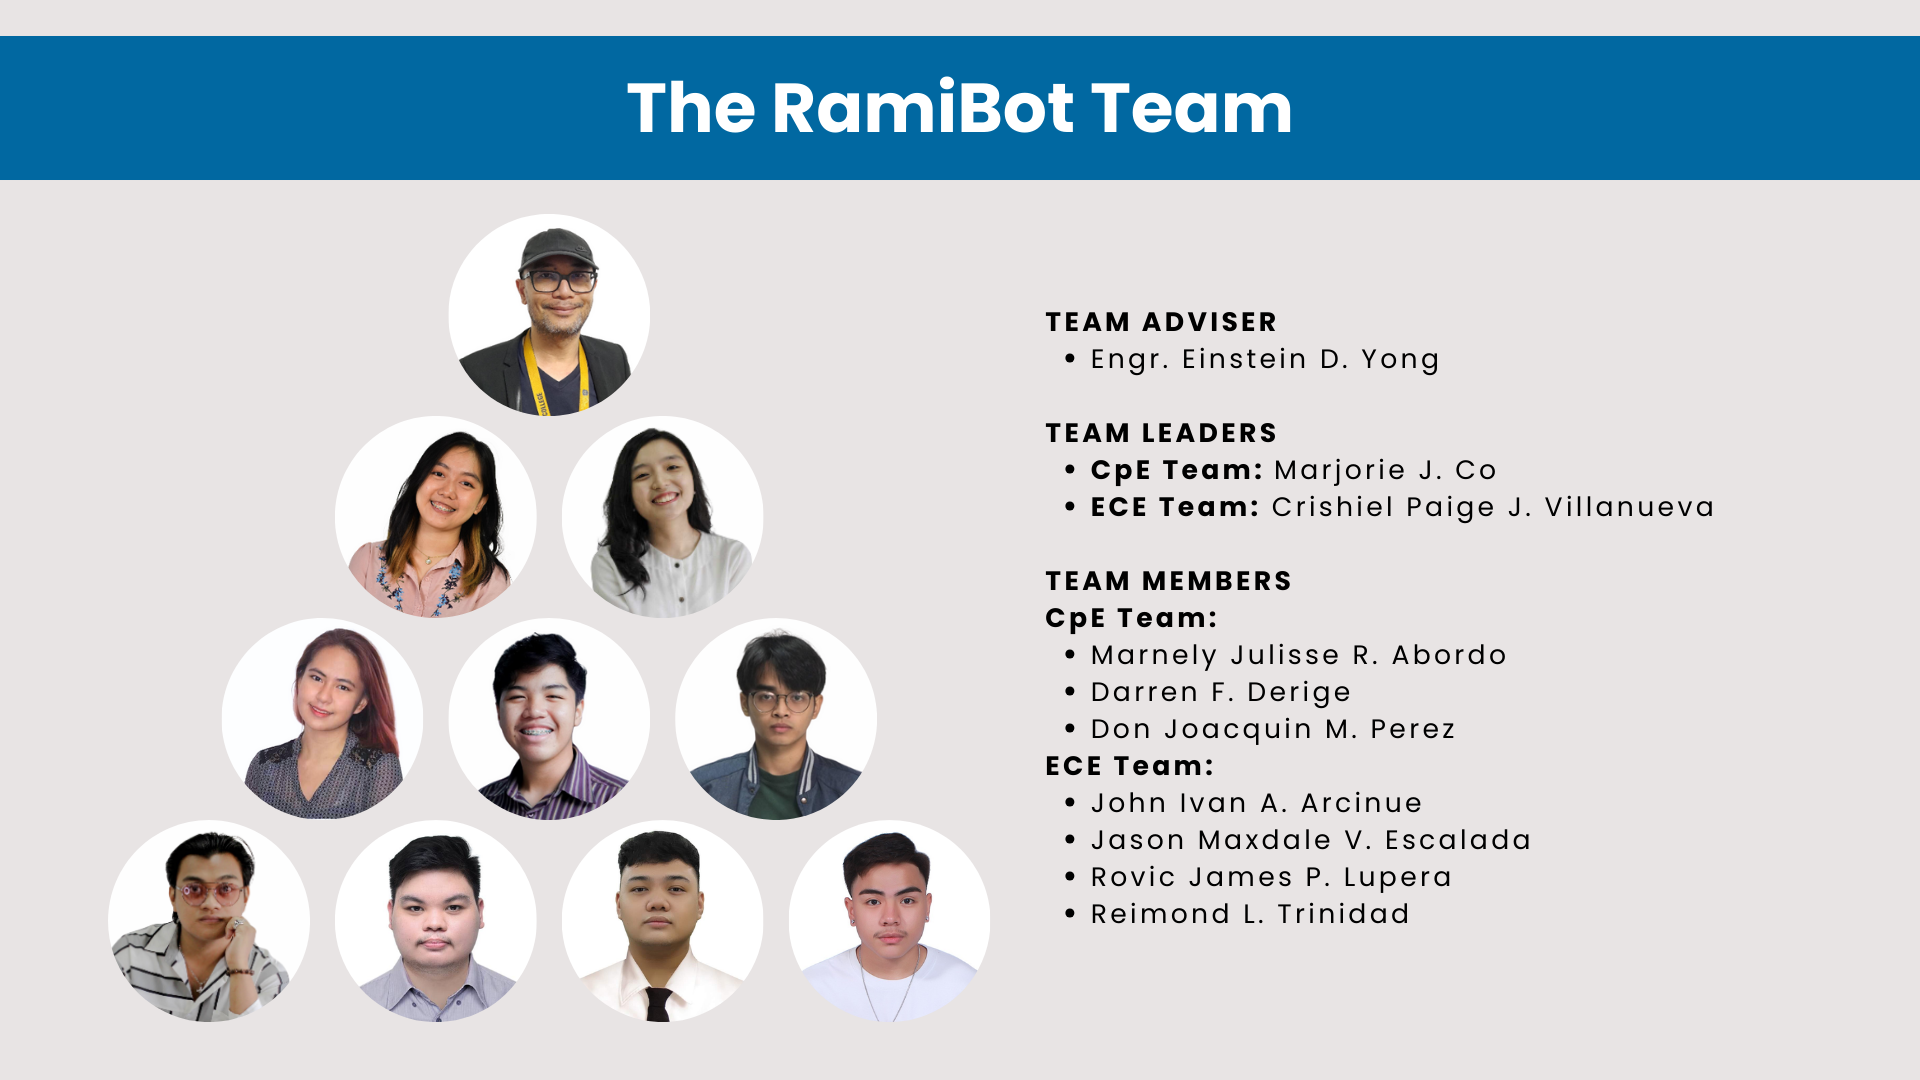 The RamiBot Team
COLLEGE
TEAM ADVISER
• Engr. Einstein D. Yong
TEAM LEADERS
• CpE Team: Marjorie J. Co
• ECE Team: Crishiel Paige J. Villanueva
TEAM MEMBERS
CpE Team:
• Marnely Julisse R. Abordo
• Darren F. Derige
• Don Joacquin M. Perez
ECE Team:
• John Ivan A. Arcinue
• Jason Maxdale V. Escalada
• Rovic James P. Lupera
• Reimond L. Trinidad